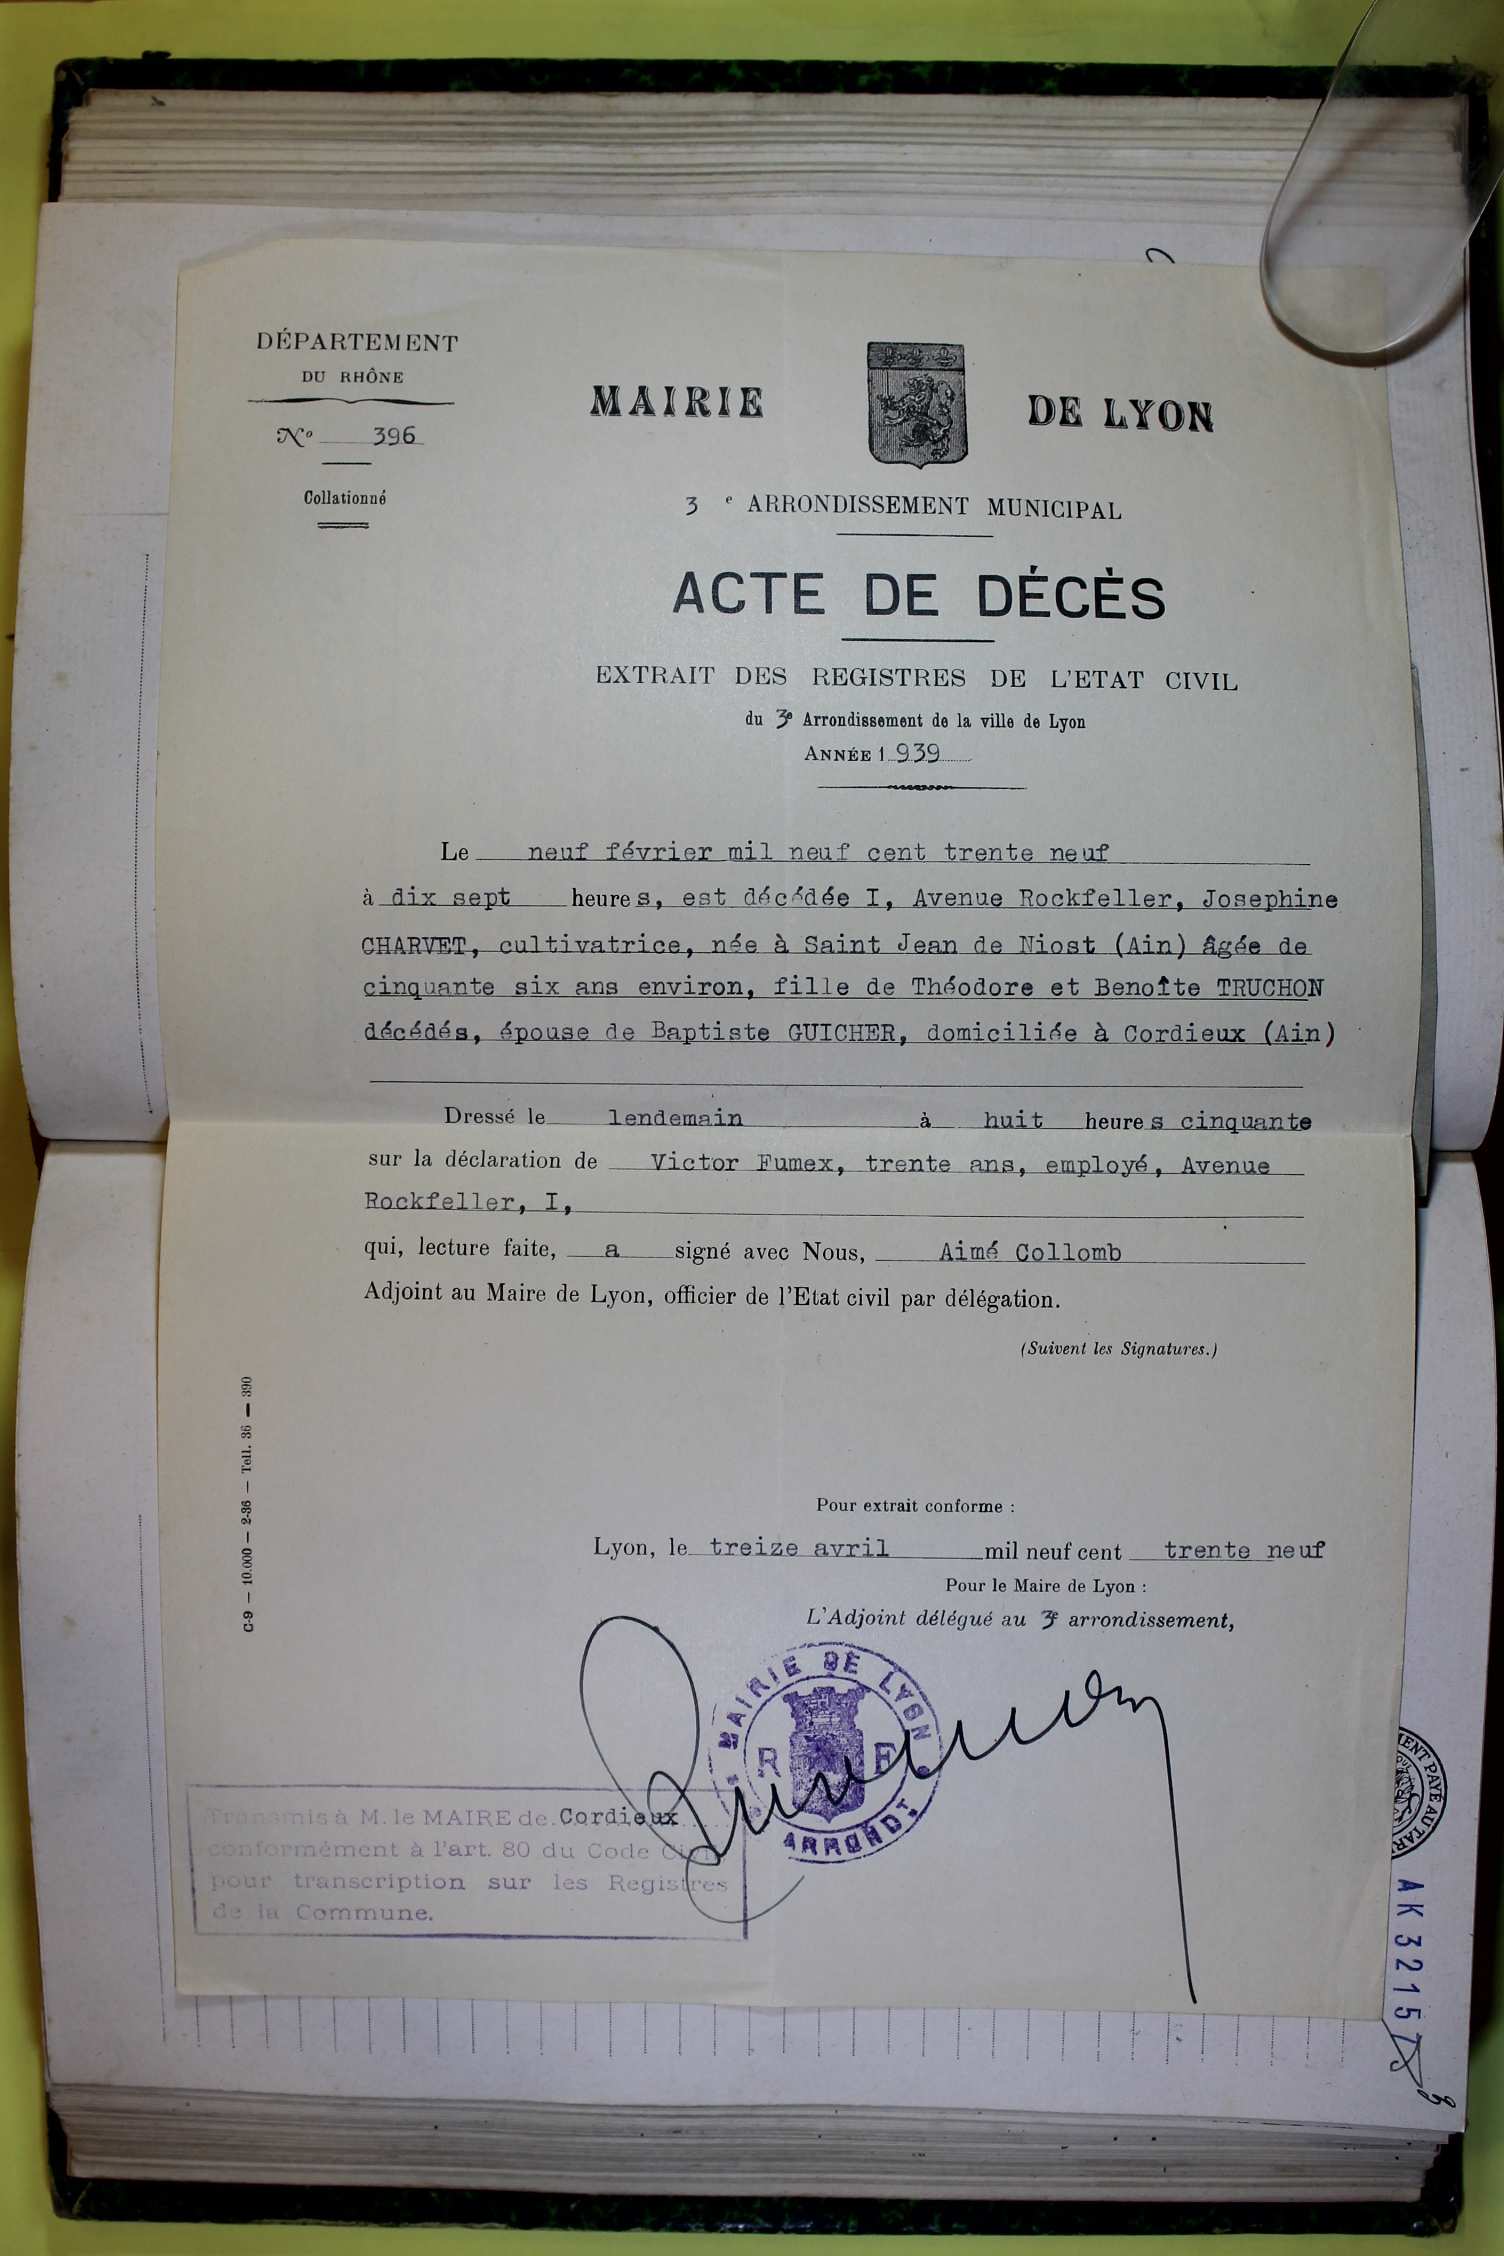 DÉPARTEMENT
DU RHÔNE
No 396
Collationné
MAIRIE DE LYON
3 e ARRONDISSEMENT MUNICIPAL
ACTE DE DÉCÈS
EXTRAIT DES REGISTRES DE L'ETAT CIVIL
du 3e Arrondissement de la ville de Lyon
ANNÉE 1939
Le neuf février mil neuf cent trente neuf
à dix sept heures, est décédée I, Avenue Rockfeller, Josephine
CHARVET, cultivatrice, née à Saint Jean de Niost (Ain) âgée de
cinquante six ans environ, fille de Théodore et Benoîte TRUCHON
décédés, épouse de Baptiste GUICHER, domiciliée à Cordieux (Ain)
Dressé le lendemain à huit heures cinquante
sur la déclaration de Victor Fumex, trente ans, employé, Avenue
Rockfeller, I,
qui, lecture faite, a signé avec Nous, Aimé Collomb
Adjoint au Maire de Lyon, officier de l'Etat civil par délégation.
(Suivent les Signatures.)
C-9 — 10.000 — 2-36 — Tell. 36 — 390
Pour extrait conforme :
Lyon, le treize avril mil neuf cent trente neuf
Pour le Maire de Lyon :
L'Adjoint délégué au 3e arrondissement,
MAIRIE DE LYON
R F
ARRONDT
Transmis à M. le MAIRE de Cordieux
conformément à l'art. 80 du Code Civil
pour transcription sur les Registres
de la Commune.
MENT PAYÉ AU TAR
AK 32157